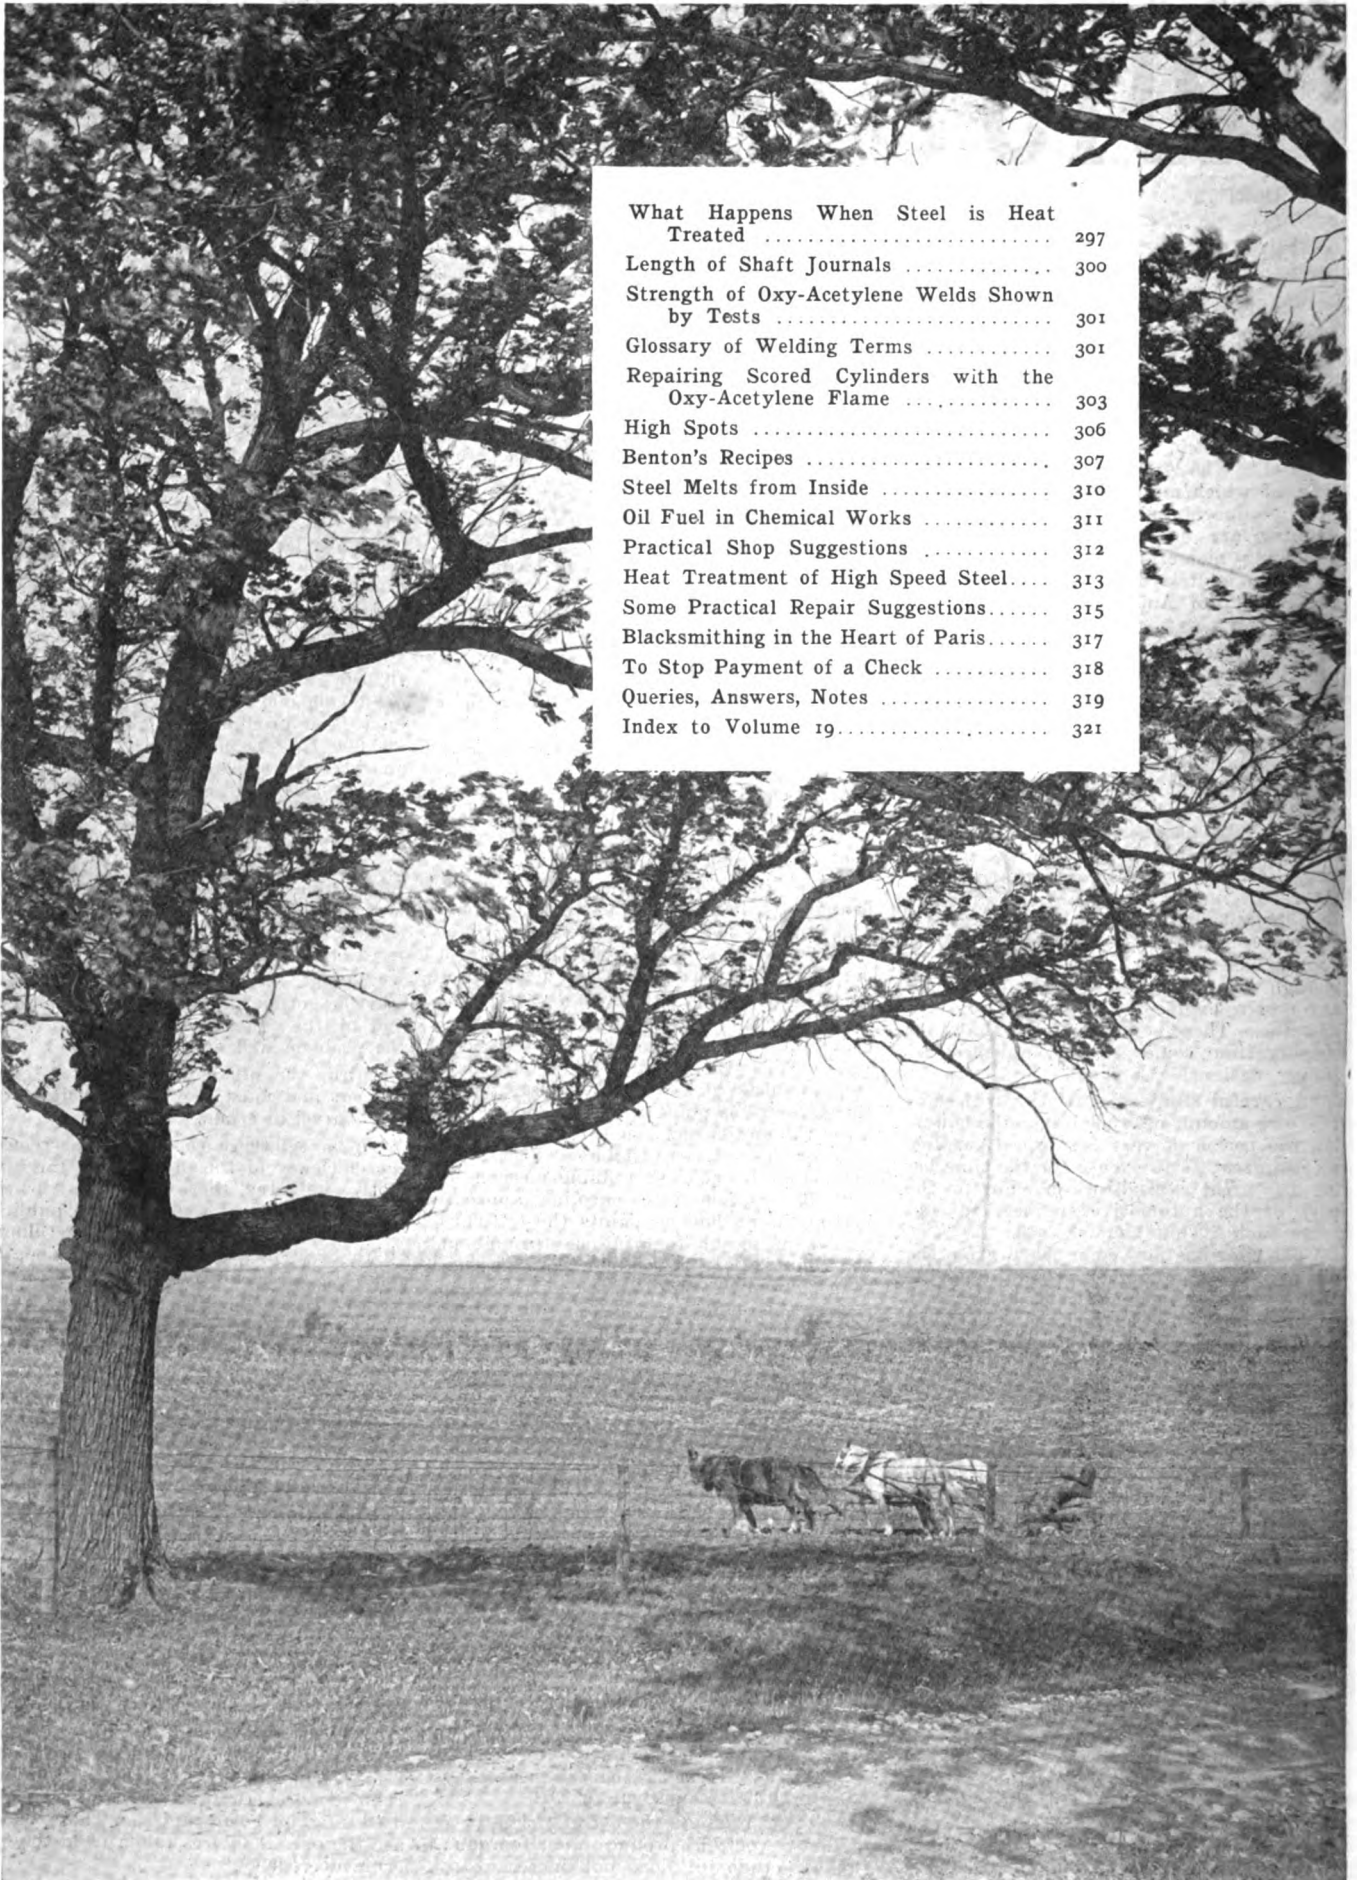 What Happens When Steel is Heat
Treated ........................... 297
Length of Shaft Journals .............. 300
Strength of Oxy-Acetylene Welds Shown
by Tests .......................... 301
Glossary of Welding Terms ............ 301
Repairing Scored Cylinders with the
Oxy-Acetylene Flame .............. 303
High Spots ............................ 306
Benton's Recipes ....................... 307
Steel Melts from Inside ................ 310
Oil Fuel in Chemical Works ............ 311
Practical Shop Suggestions ............ 312
Heat Treatment of High Speed Steel.... 313
Some Practical Repair Suggestions...... 315
Blacksmithing in the Heart of Paris...... 317
To Stop Payment of a Check ........... 318
Queries, Answers, Notes ................ 319
Index to Volume 19.................... 321